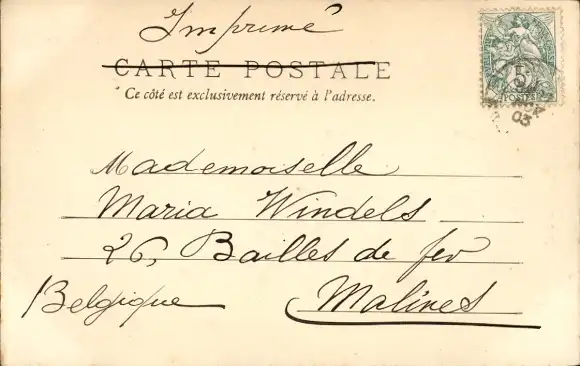 Imprimé
CARTE POSTALE
Ce côté est exclusivement réservé à l'adresse.
Mademoiselle
Maria Windels
26, Bailles de fer
Belgique
Malines
5
POSTES
03